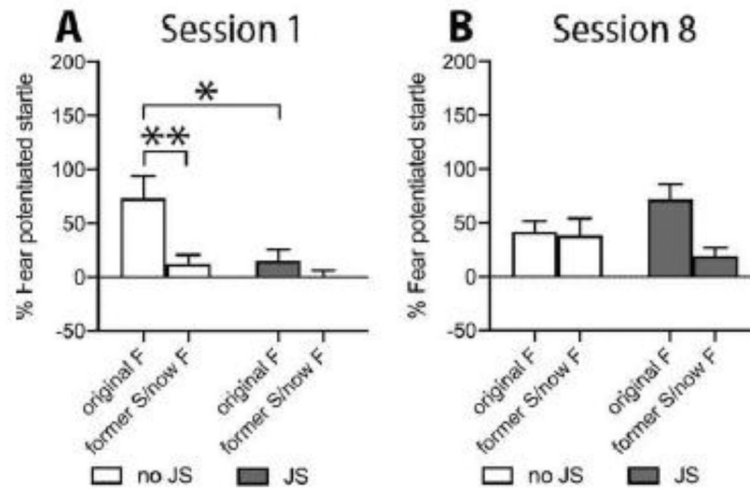 A Session 1
% Fear potentiated startle
200
150
100
50
0
-50
*
**
original F
former S/now F
original F
former S/now F
no JS
JS
B Session 8
% Fear potentiated startle
200
150
100
50
0
-50
original F
former S/now F
original F
former S/now F
no JS
JS